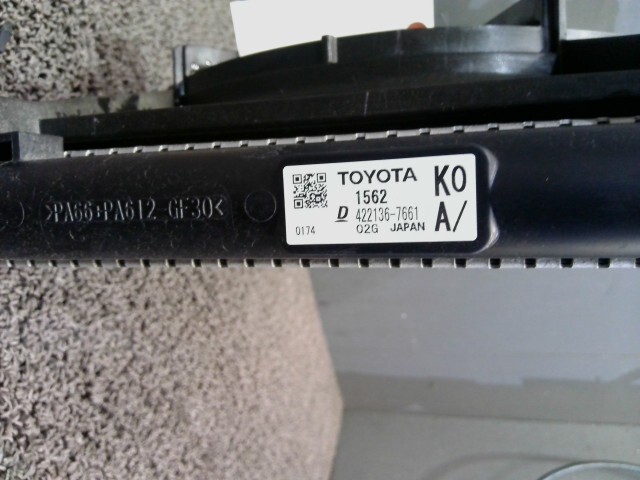 >PA66+PA612-GF30<
TOYOTA KO
1562
D 422136-7661 A/
0174 02G JAPAN